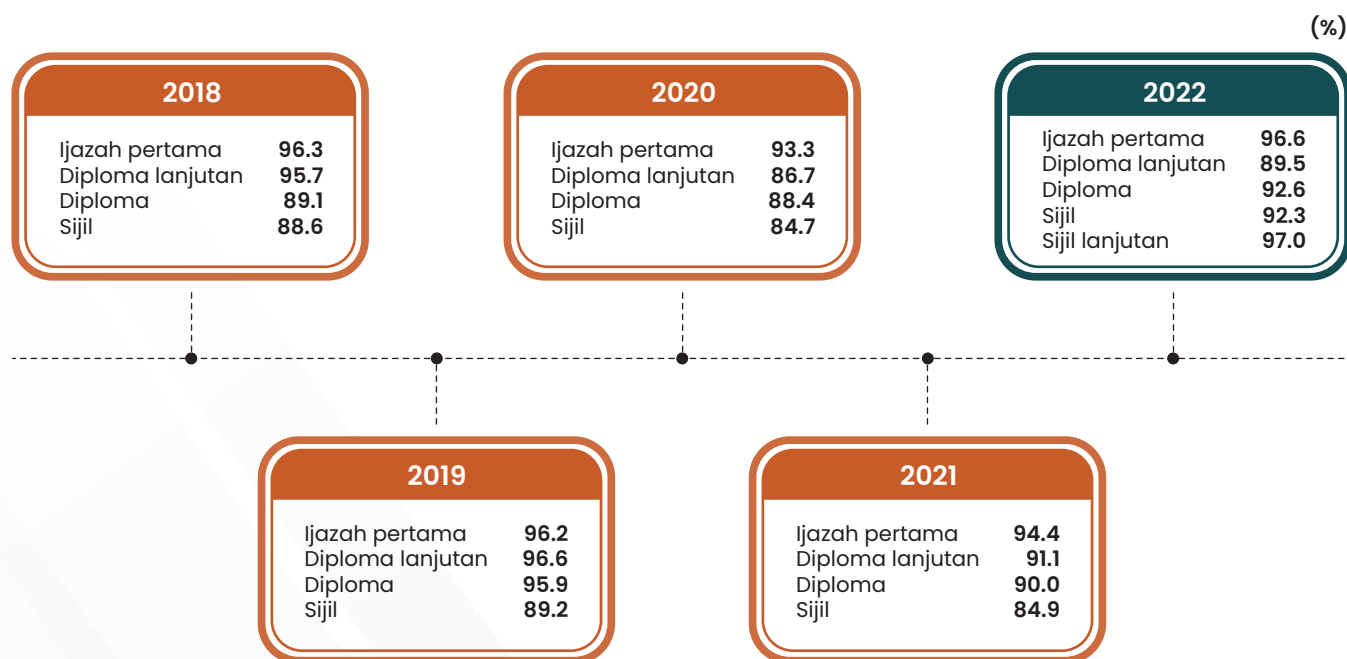 (%)
2018
Ijazah pertama 96.3
Diploma lanjutan 95.7
Diploma 89.1
Sijil 88.6
2020
Ijazah pertama 93.3
Diploma lanjutan 86.7
Diploma 88.4
Sijil 84.7
2022
Ijazah pertama 96.6
Diploma lanjutan 89.5
Diploma 92.6
Sijil 92.3
Sijil lanjutan 97.0
2019
Ijazah pertama 96.2
Diploma lanjutan 96.6
Diploma 95.9
Sijil 89.2
2021
Ijazah pertama 94.4
Diploma lanjutan 91.1
Diploma 90.0
Sijil 84.9